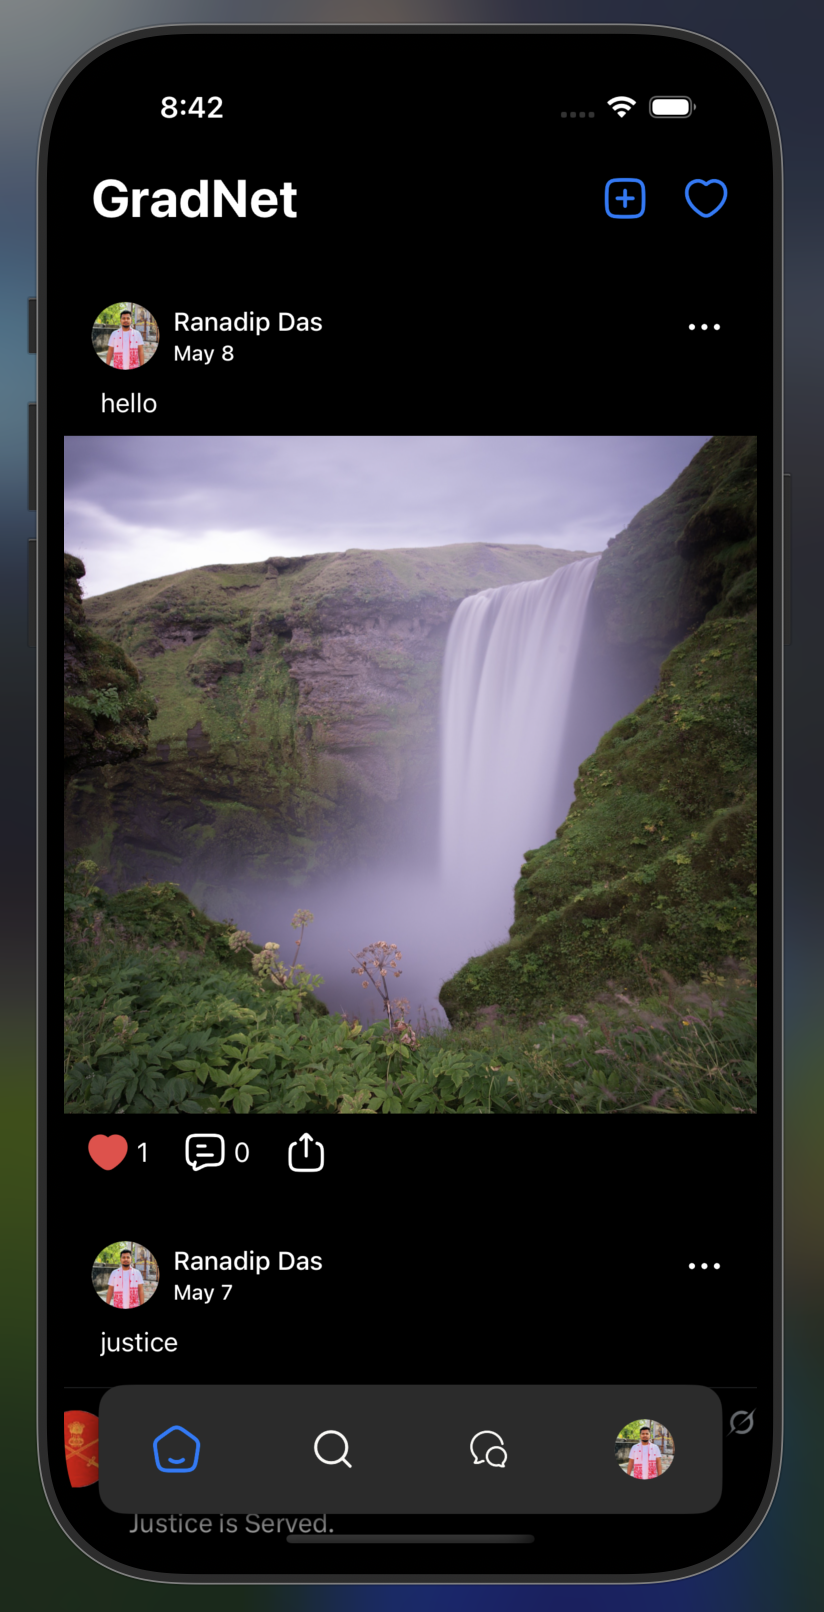 8:42
GradNet
Ranadip Das
May 8
hello
1 0
Ranadip Das
May 7
justice
Justice is Served.